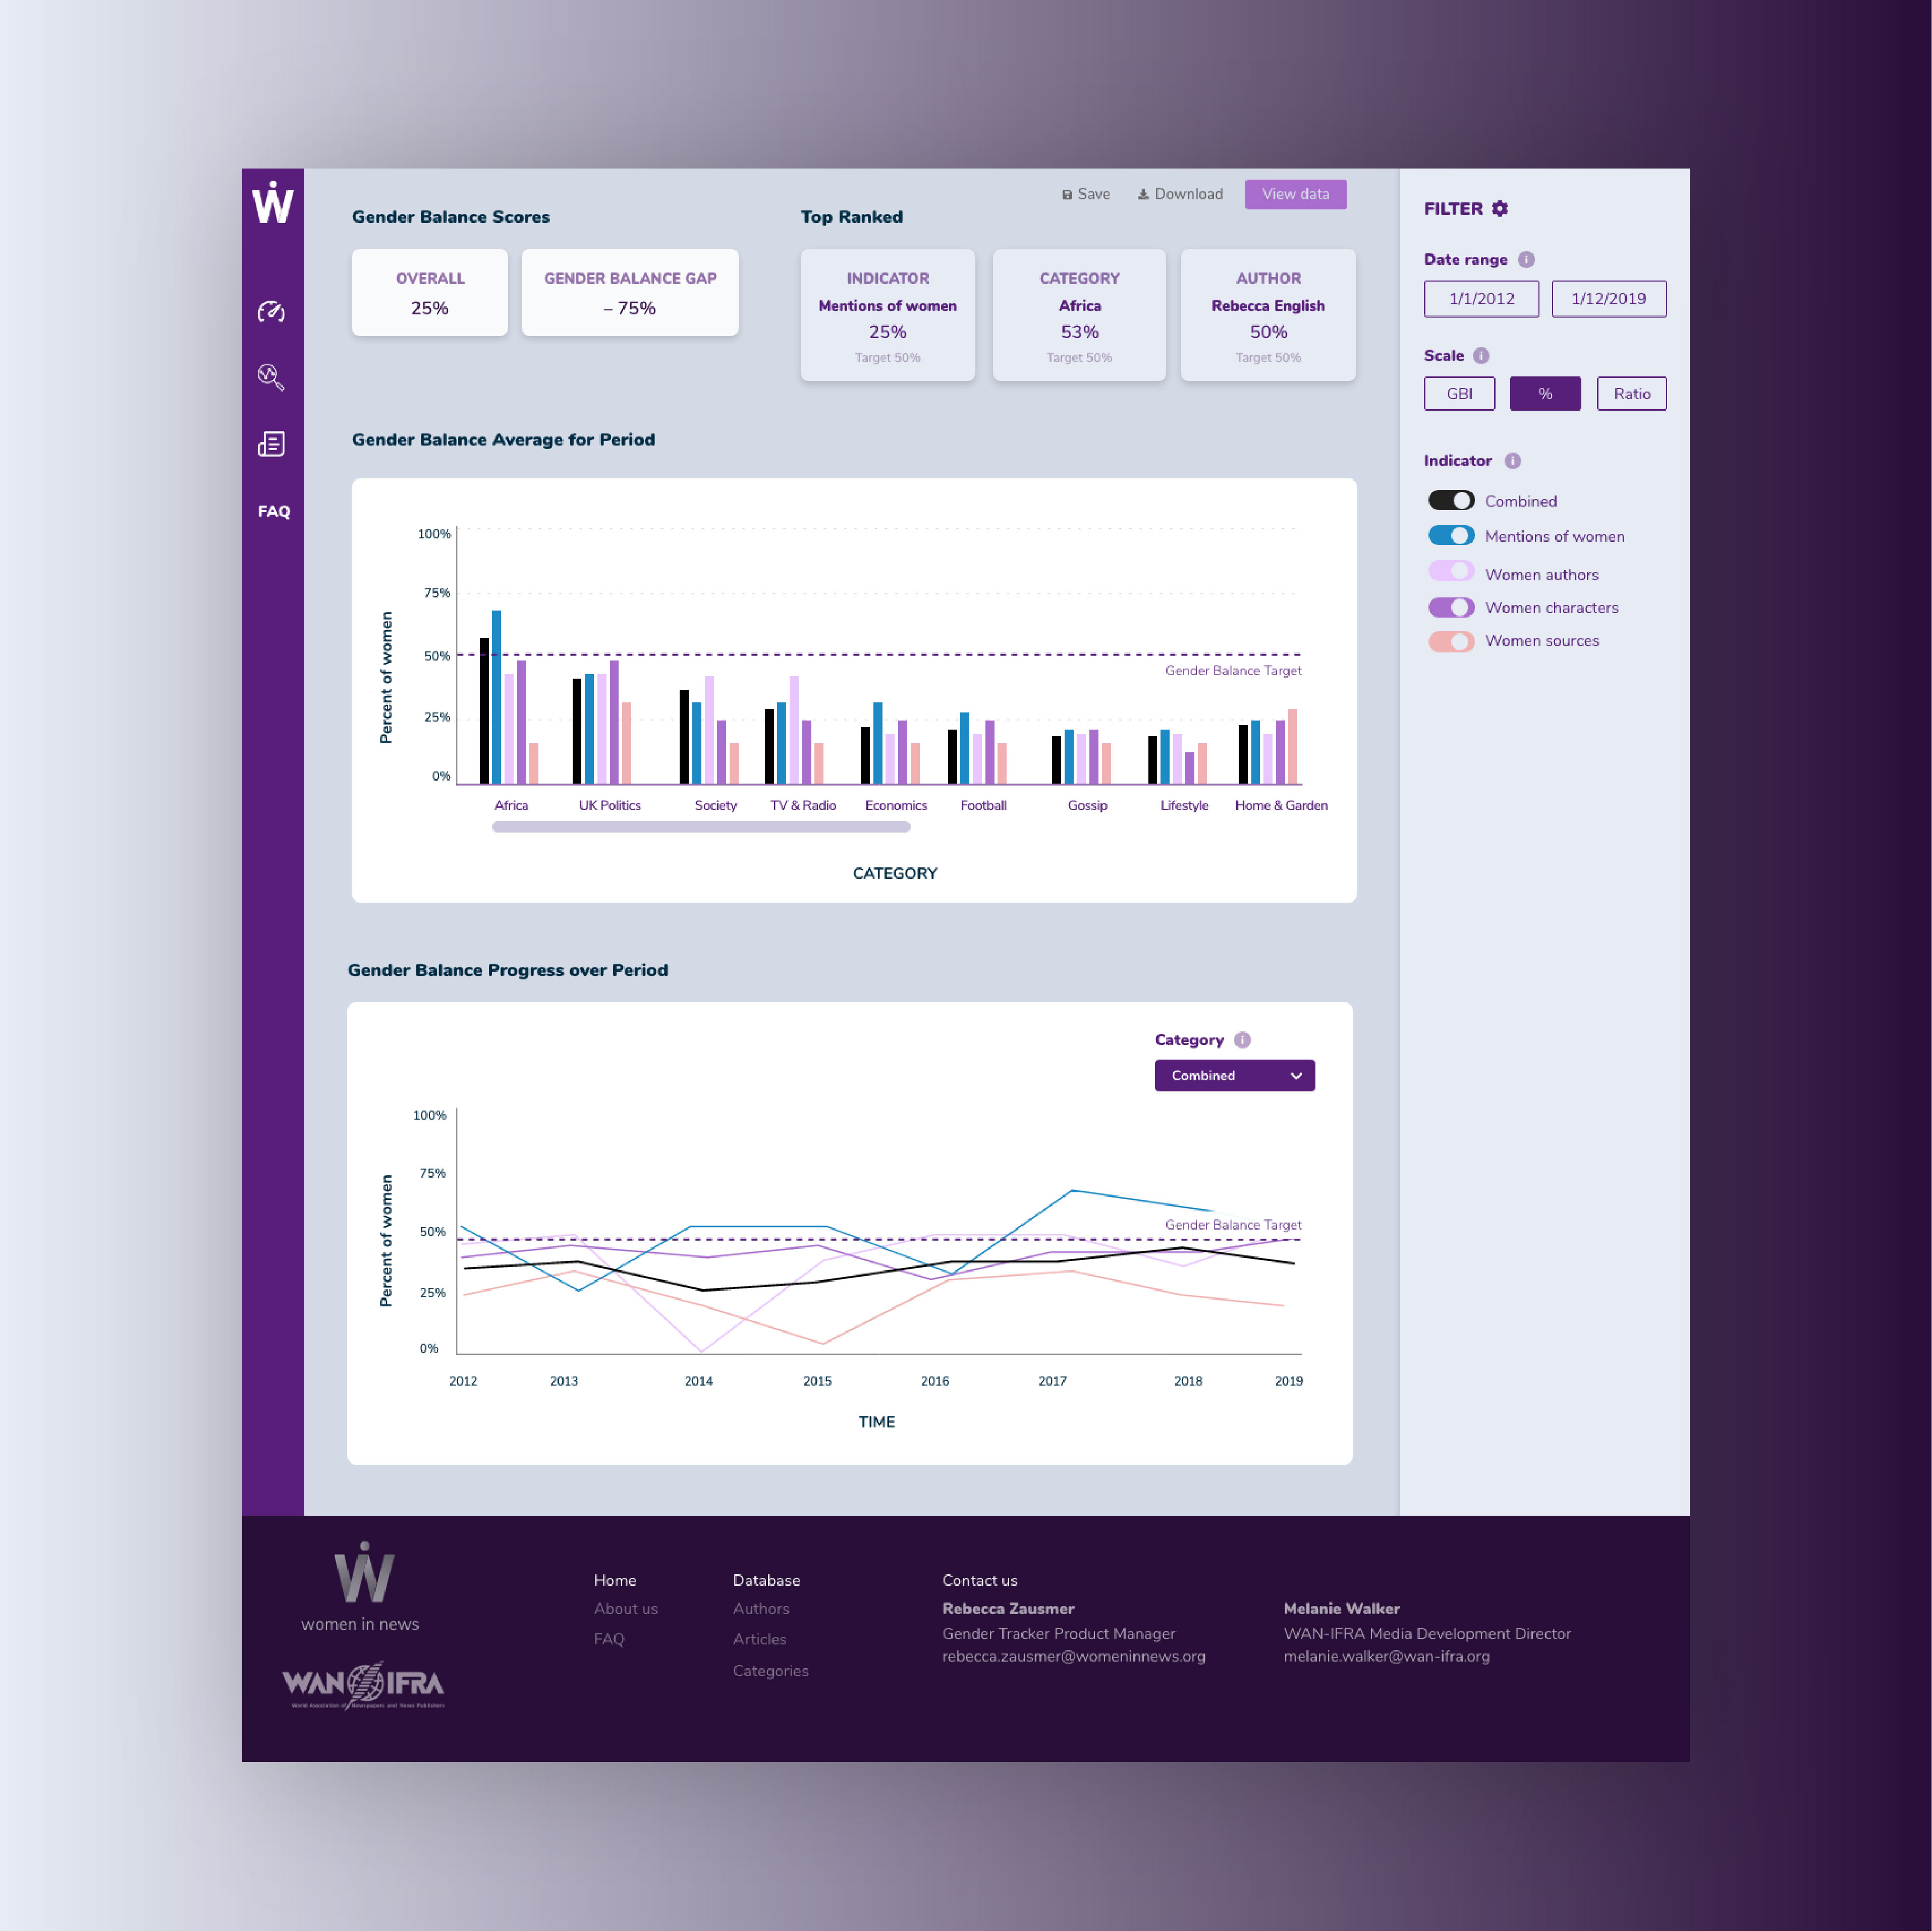 W
Save
Download
View data
Gender Balance Scores
Top Ranked
OVERALL
25%
GENDER BALANCE GAP
– 75%
INDICATOR
Mentions of women
25%
Target 50%
CATEGORY
Africa
53%
Target 50%
AUTHOR
Rebecca English
50%
Target 50%
FAQ
Gender Balance Average for Period
Percent of women
100%
75%
50%
25%
0%
Gender Balance Target
Africa
UK Politics
Society
TV & Radio
Economics
Football
Gossip
Lifestyle
Home & Garden
CATEGORY
Gender Balance Progress over Period
Category i
Combined
Percent of women
100%
75%
50%
25%
0%
Gender Balance Target
2012
2013
2014
2015
2016
2017
2018
2019
TIME
FILTER
Date range i
1/1/2012
1/12/2019
Scale i
GBI
%
Ratio
Indicator i
Combined
Mentions of women
Women authors
Women characters
Women sources
W
women in news
WAN IFRA
World Association of Newspapers and News Publishers
Home
About us
FAQ
Database
Authors
Articles
Categories
Contact us
Rebecca Zausmer
Gender Tracker Product Manager
rebecca.zausmer@womeninnews.org
Melanie Walker
WAN-IFRA Media Development Director
melanie.walker@wan-ifra.org